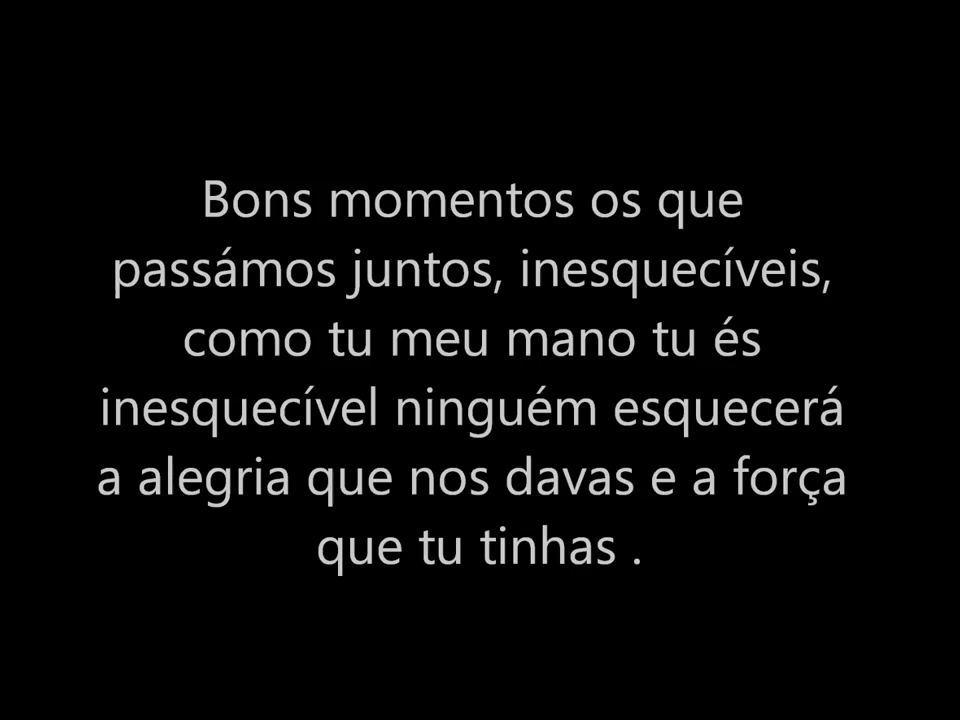 Bons momentos os que
passámos juntos, inesquecíveis,
como tu meu mano tu és
inesquecível ninguém esquecerá
a alegria que nos davas e a força
que tu tinhas .